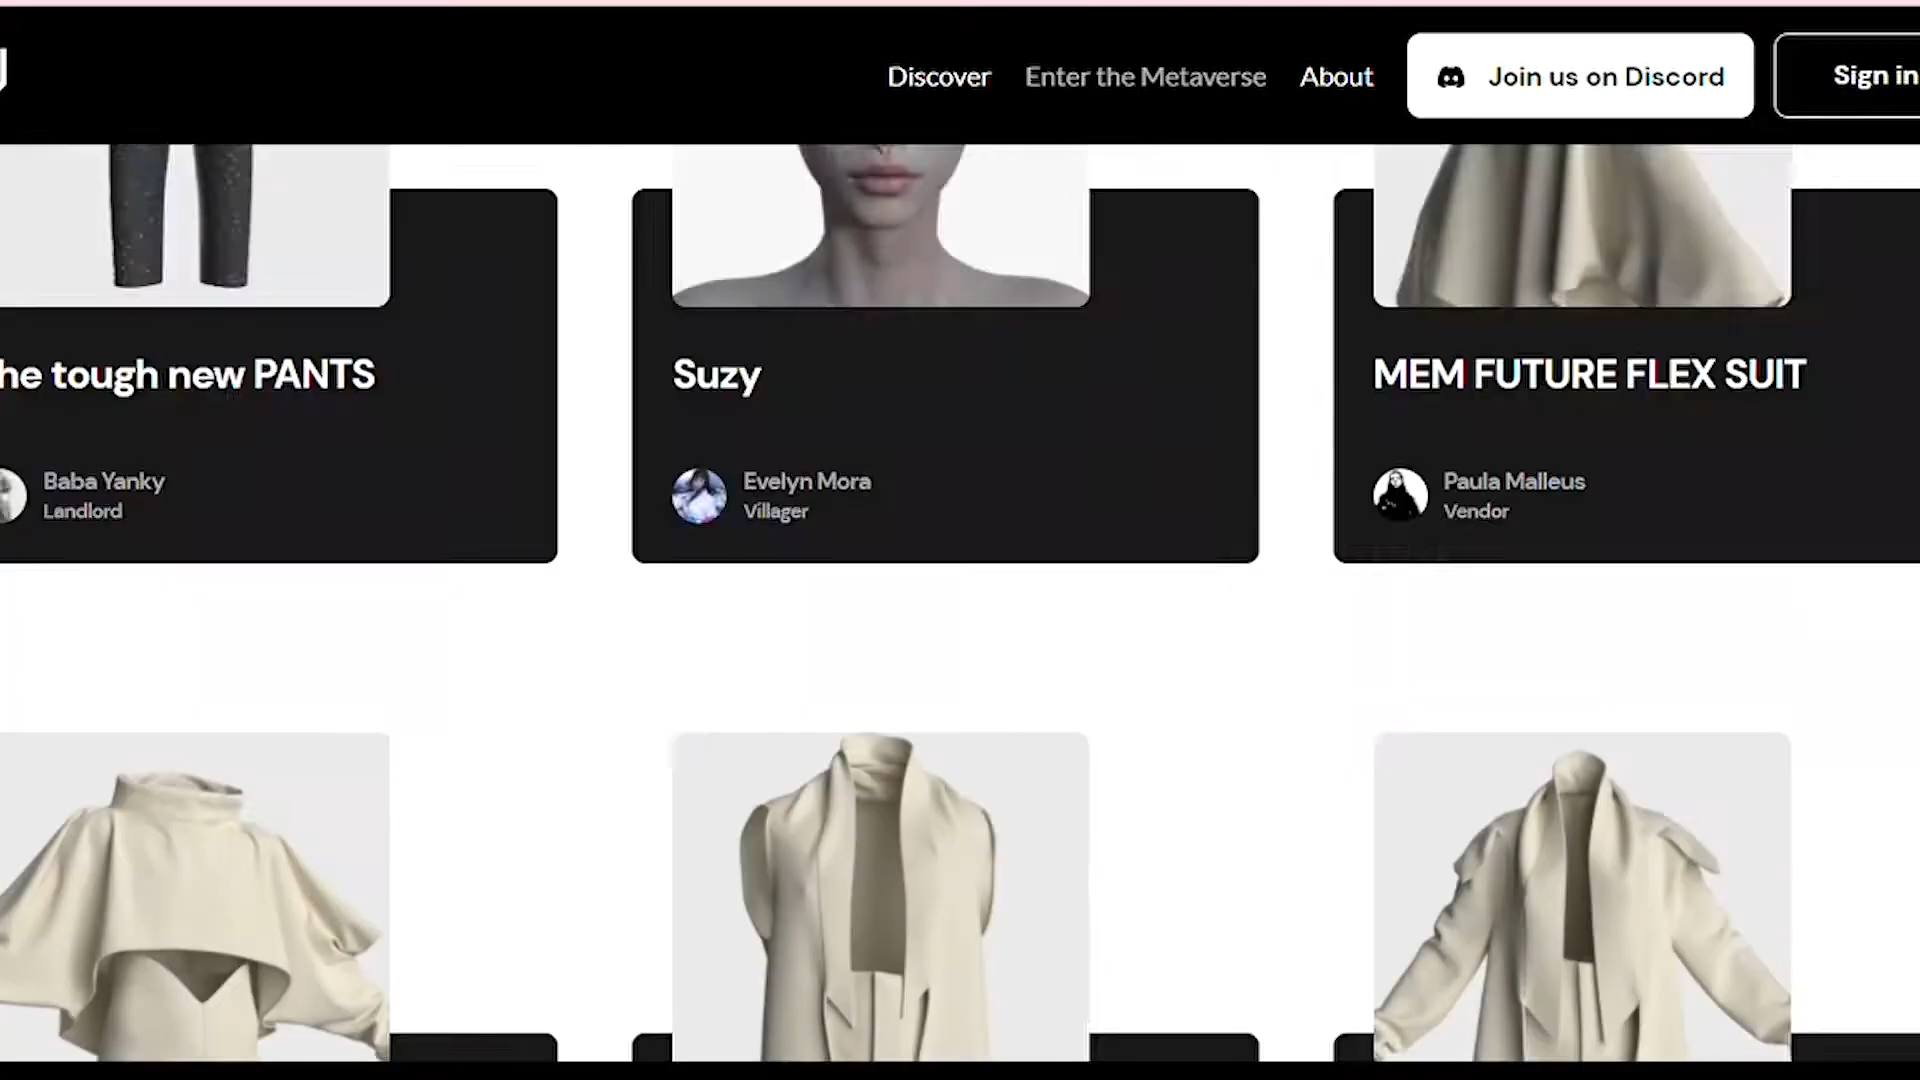 Discover Enter the Metaverse About Join us on Discord Sign in
he tough new PANTS
Baba Yanky
Landlord
Suzy
Evelyn Mora
Villager
MEM FUTURE FLEX SUIT
Paula Malleus
Vendor